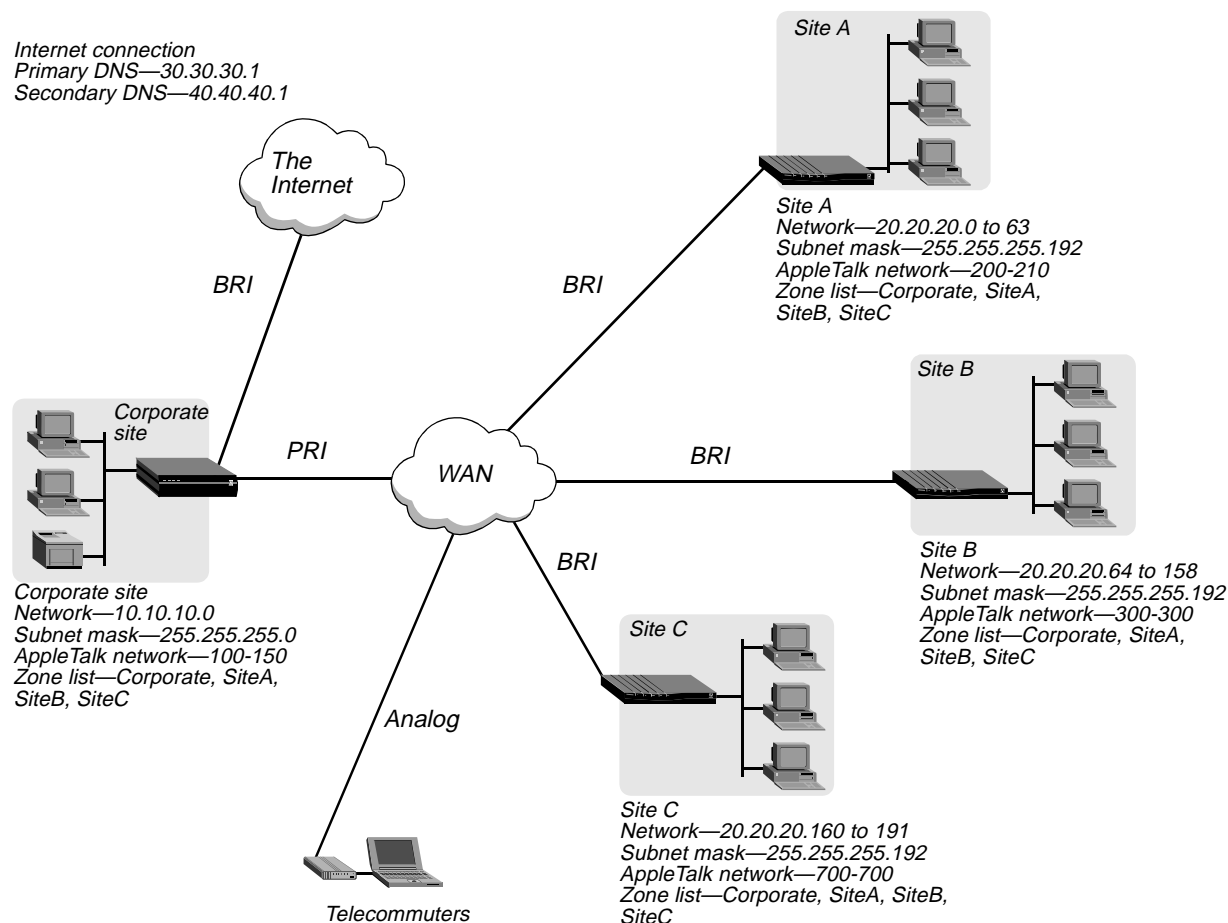 Internet connection
Primary DNS—30.30.30.1
Secondary DNS—40.40.40.1
The
Internet
BRI
Site A
Site A
Network—20.20.20.0 to 63
Subnet mask—255.255.255.192
AppleTalk network—200-210
Zone list—Corporate, SiteA,
SiteB, SiteC
BRI
Corporate
site
PRI
WAN
BRI
Site B
Site B
Network—20.20.20.64 to 158
Subnet mask—255.255.255.192
AppleTalk network—300-300
Zone list—Corporate, SiteA,
SiteB, SiteC
Corporate site
Network—10.10.10.0
Subnet mask—255.255.255.0
AppleTalk network—100-150
Zone list—Corporate, SiteA,
SiteB, SiteC
BRI
Site C
Site C
Network—20.20.20.160 to 191
Subnet mask—255.255.255.192
AppleTalk network—700-700
Zone list—Corporate, SiteA, SiteB,
SiteC
Analog
Telecommuters